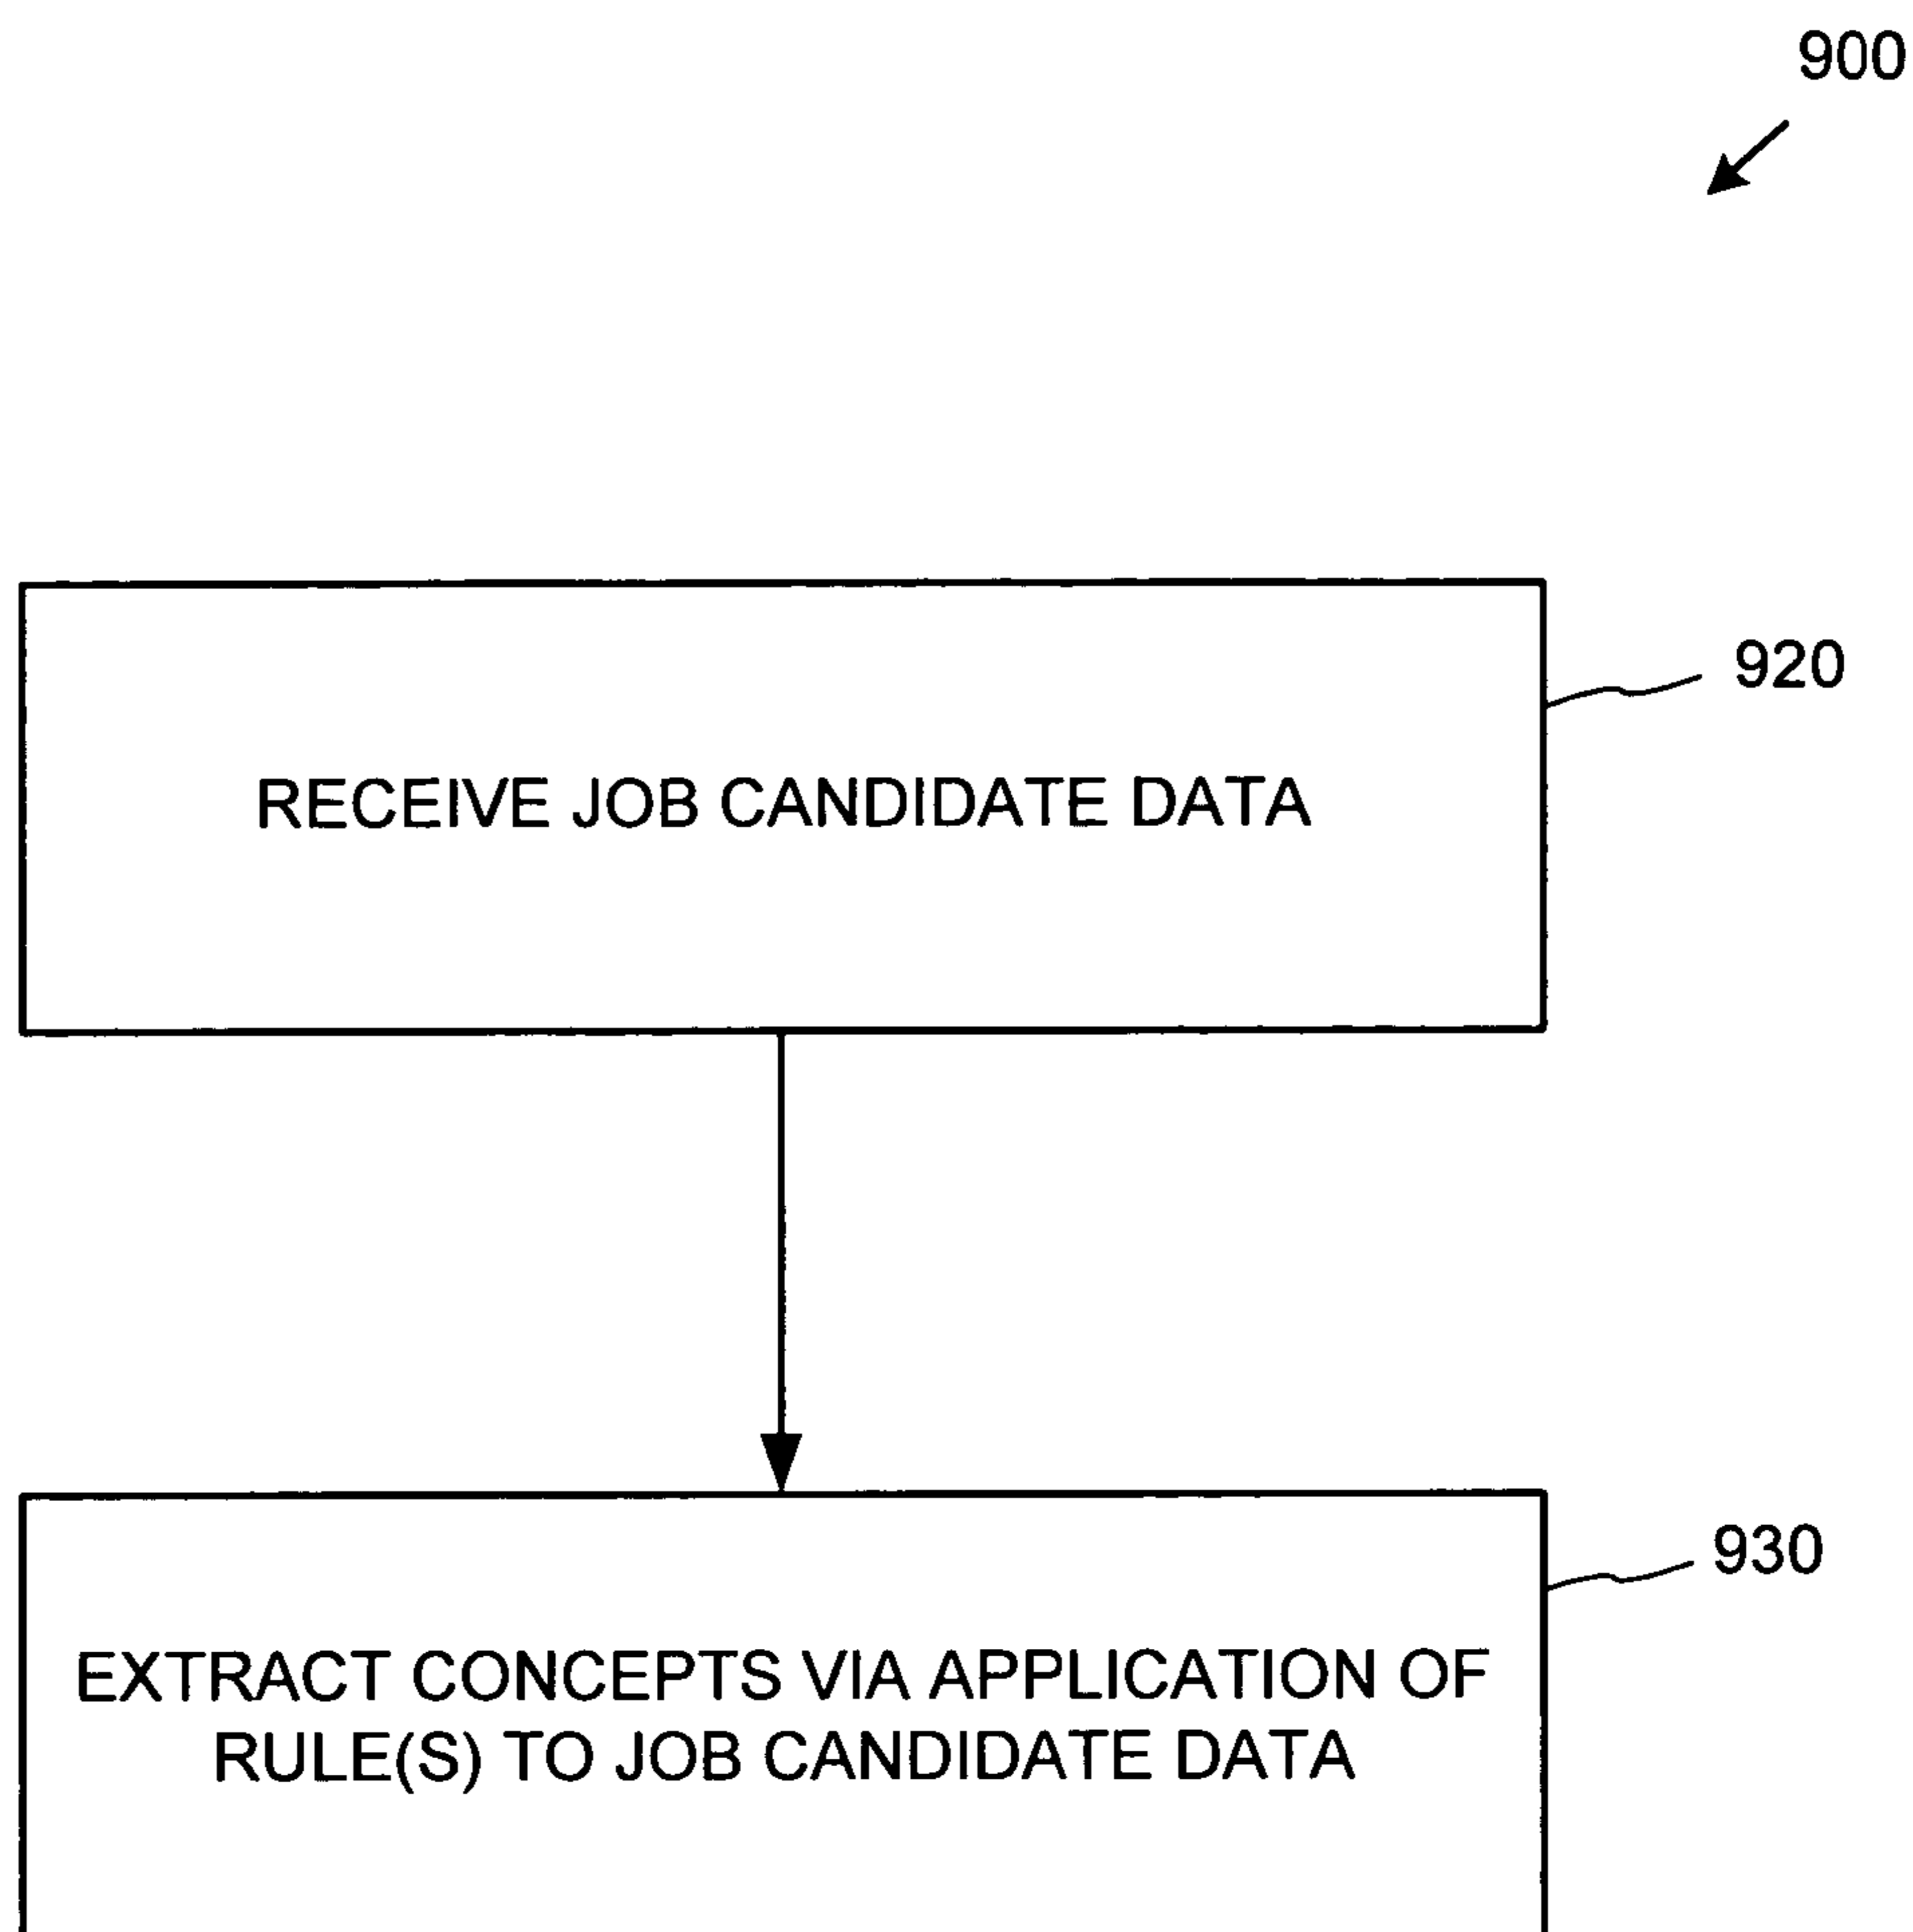 900
920
RECEIVE JOB CANDIDATE DATA
930
EXTRACT CONCEPTS VIA APPLICATION OF
RULE(S) TO JOB CANDIDATE DATA